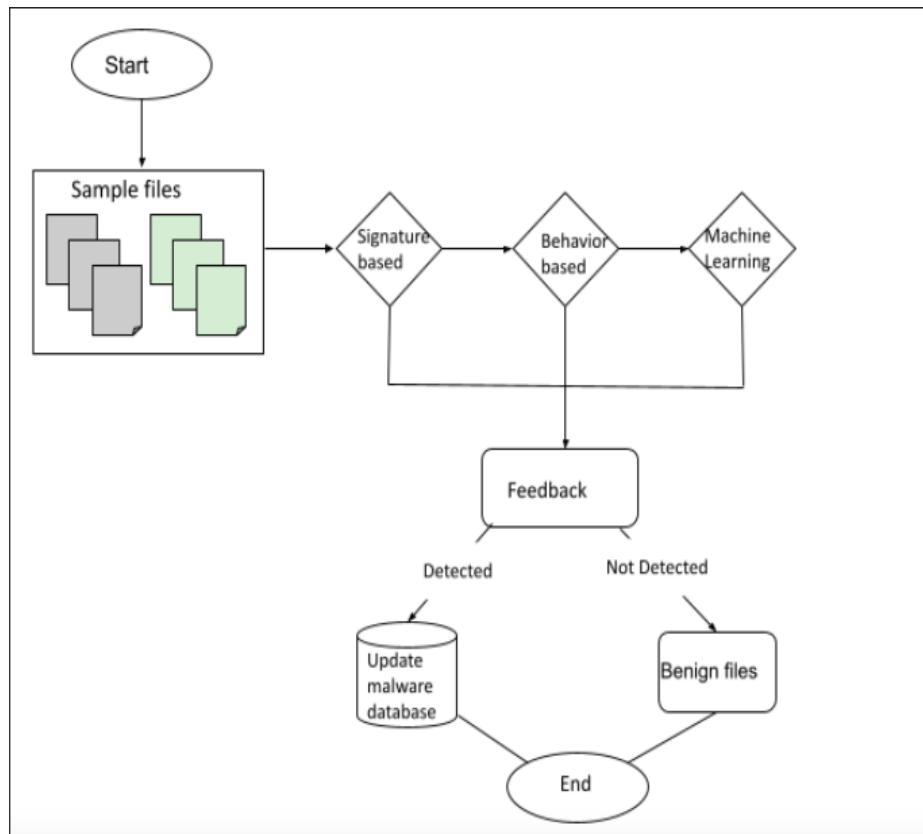 Start
Sample files
Signature
based
Behavior
based
Machine
Learning
Feedback
Detected
Not Detected
Update
malware
database
Benign files
End